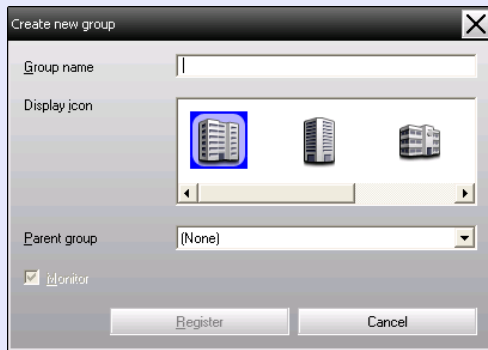 Create new group
Group name
Display icon
Parent group
(None)
Monitor
Register
Cancel